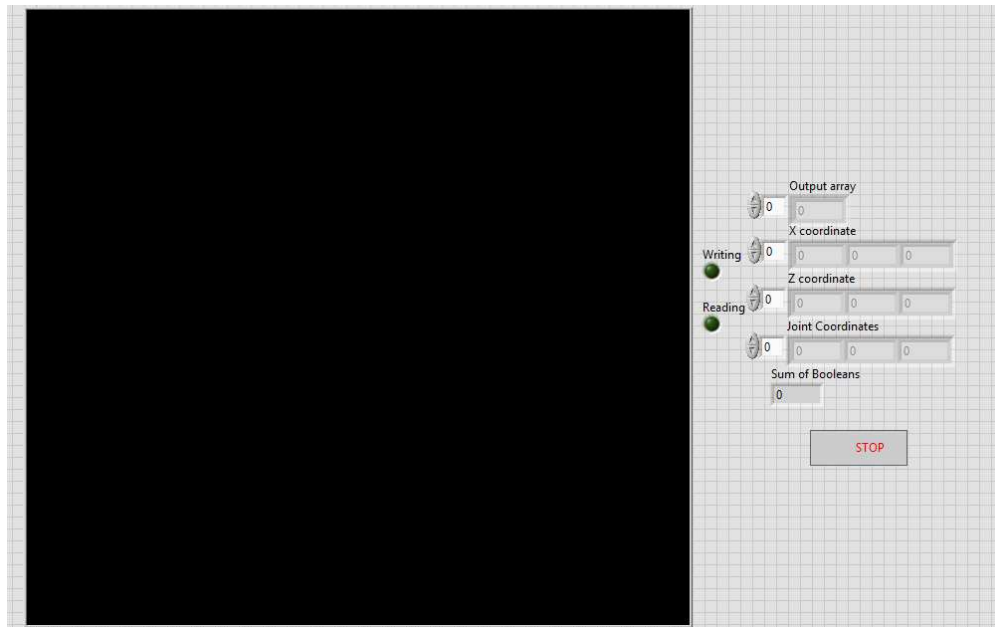 Output array
0 0
X coordinate
Writing 0 0 0 0
Z coordinate
Reading 0 0 0 0
Joint Coordinates
0 0 0 0
Sum of Booleans
0
STOP